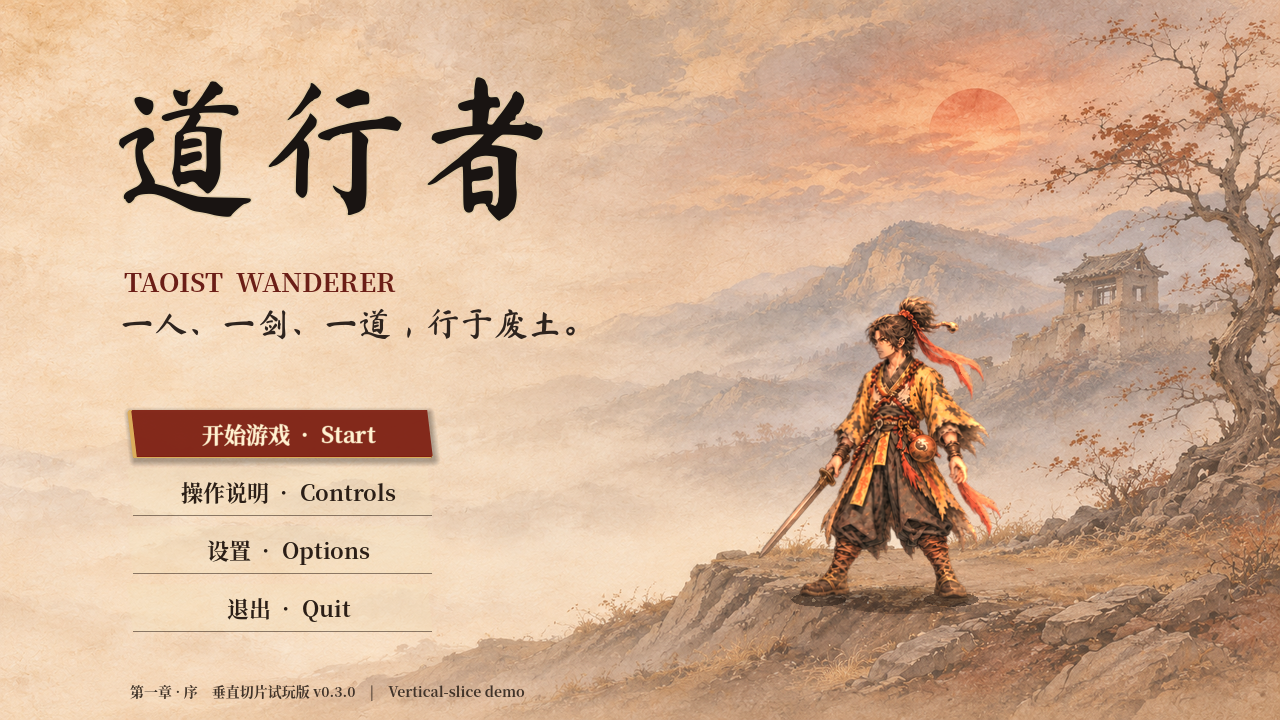 道行者
TAOIST WANDERER
一人、一剑、一道，行于废土。
开始游戏 · Start
操作说明 · Controls
设置 · Options
退出 · Quit
第一章 · 序 垂直切片试玩版 v0.3.0 | Vertical-slice demo